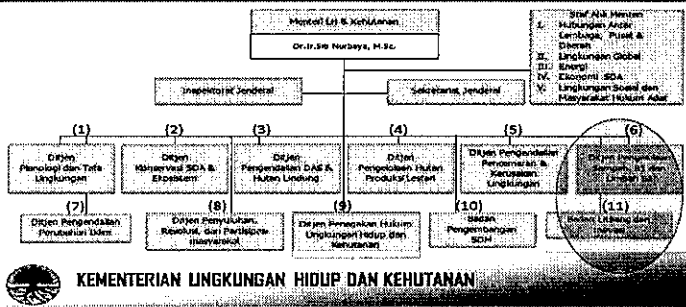 Menteri LH & Kehutanan
Dr.Ir.Siti Nurbaya, M.Sc.
Staf Ahli Menteri
I. Hubungan Antar
Lembaga, Pusat &
Daerah
II. Lingkungan Global
III. Energi
IV. Ekonomi SDA
V. Lingkungan Sosial dan
Masyarakat Hukum Adat
Inspektorat Jenderal
Sekretariat Jenderal
(1)
(2)
(3)
(4)
(5)
(6)
Ditjen
Planologi dan Tata
Lingkungan
Ditjen
Konservasi SDA &
Ekosistem
Ditjen
Pengendalian DAS &
Hutan Lindung
Ditjen
Pengelolaan Hutan
Produksi Lestari
Ditjen Pengendalian
Pencemaran &
Kerusakan
Lingkungan
Ditjen
(7)
(8)
(9)
(10)
(11)
Ditjen Pengendalian
Perubahan Iklim
Ditjen Penyuluhan,
dan Partisipasi
masyarakat
Ditjen Penegakan Hukum
Lingkungan Hidup dan
Kehutanan
Badan
Pengembangan
SDM
Badan Litbang dan
KEMENTERIAN LINGKUNGAN HIDUP DAN KEHUTANAN